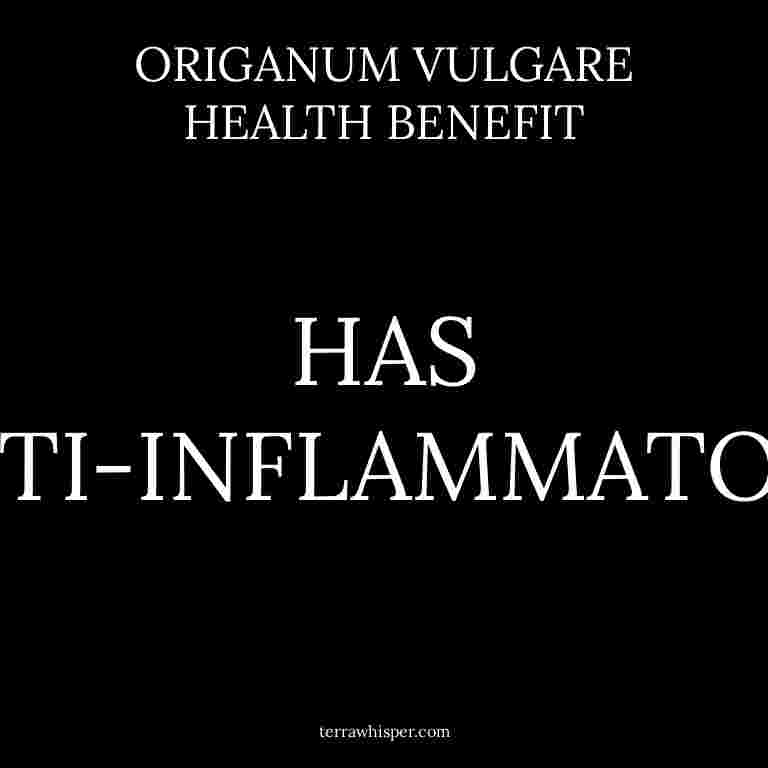 ORIGANUM VULGARE
HEALTH BENEFIT
HAS
TI-INFLAMMATO
terrawhisper.com